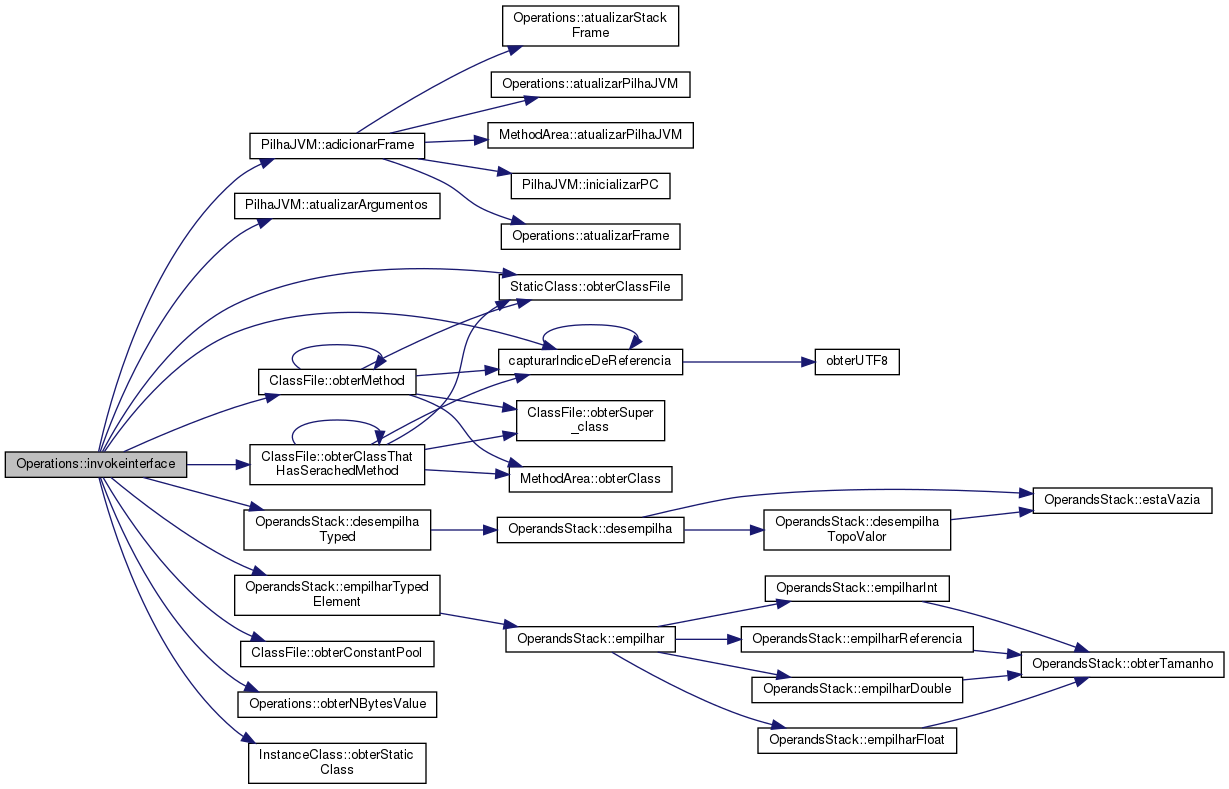 Operations::atualizarStack
Frame
Operations::atualizarPilhaJVM
MethodArea::atualizarPilhaJVM
PilhaJVM::adicionarFrame
PilhaJVM::inicializarPC
PilhaJVM::atualizarArgumentos
Operations::atualizarFrame
StaticClass::obterClassFile
capturarIndiceDeReferencia
obterUTF8
ClassFile::obterMethod
ClassFile::obterSuper
_class
Operations::invokeinterface
ClassFile::obterClassThat
HasSerachedMethod
MethodArea::obterClass
OperandsStack::estaVazia
OperandsStack::desempilha
Typed
OperandsStack::desempilha
OperandsStack::desempilha
TopoValor
OperandsStack::empilharTyped
Element
OperandsStack::empilharInt
OperandsStack::empilhar
OperandsStack::empilharReferencia
ClassFile::obterConstantPool
OperandsStack::obterTamanho
OperandsStack::empilharDouble
Operations::obterNBytesValue
OperandsStack::empilharFloat
InstanceClass::obterStatic
Class